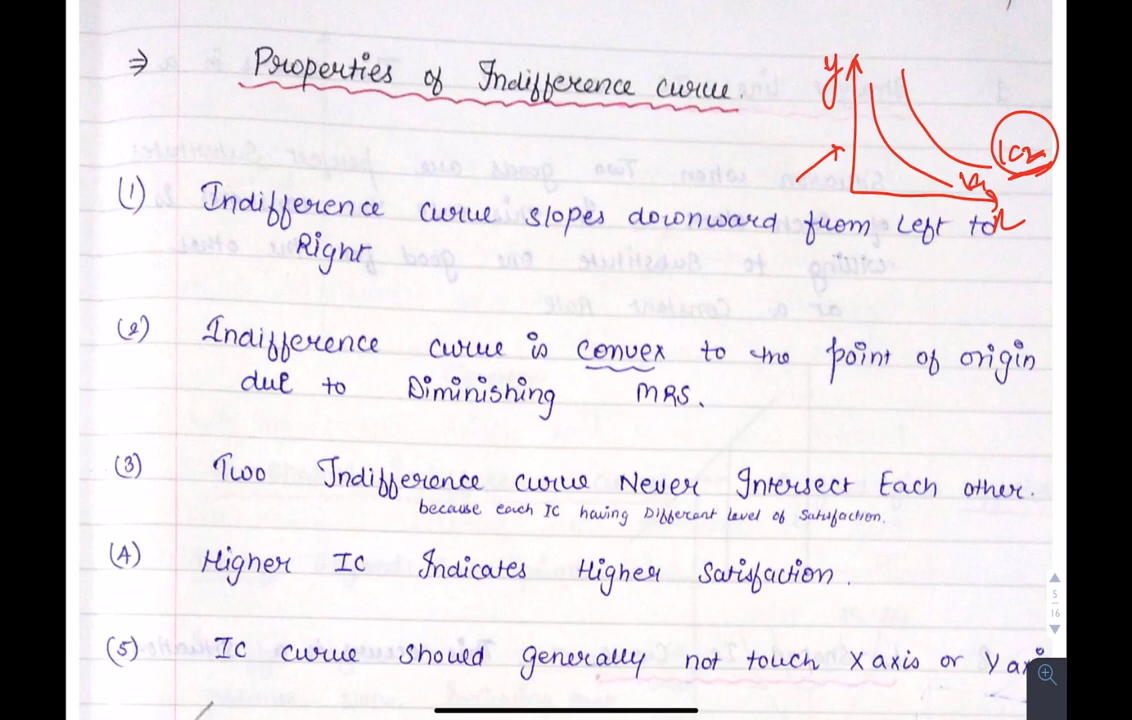 ⇒ Properties of Indifference curve.
y
IC2
IC1
x
(1) Indifference curve slopes downward from Left to
Right
(2) Indifference curve is convex to the point of origin
due to Diminishing MRS.
(3) Two Indifference curve Never Intersect Each other.
because each IC having Different Level of Satisfaction.
(4) Higher IC Indicates Higher Satisfaction.
(5) IC curve should generally not touch X axis or Y axis
5
16